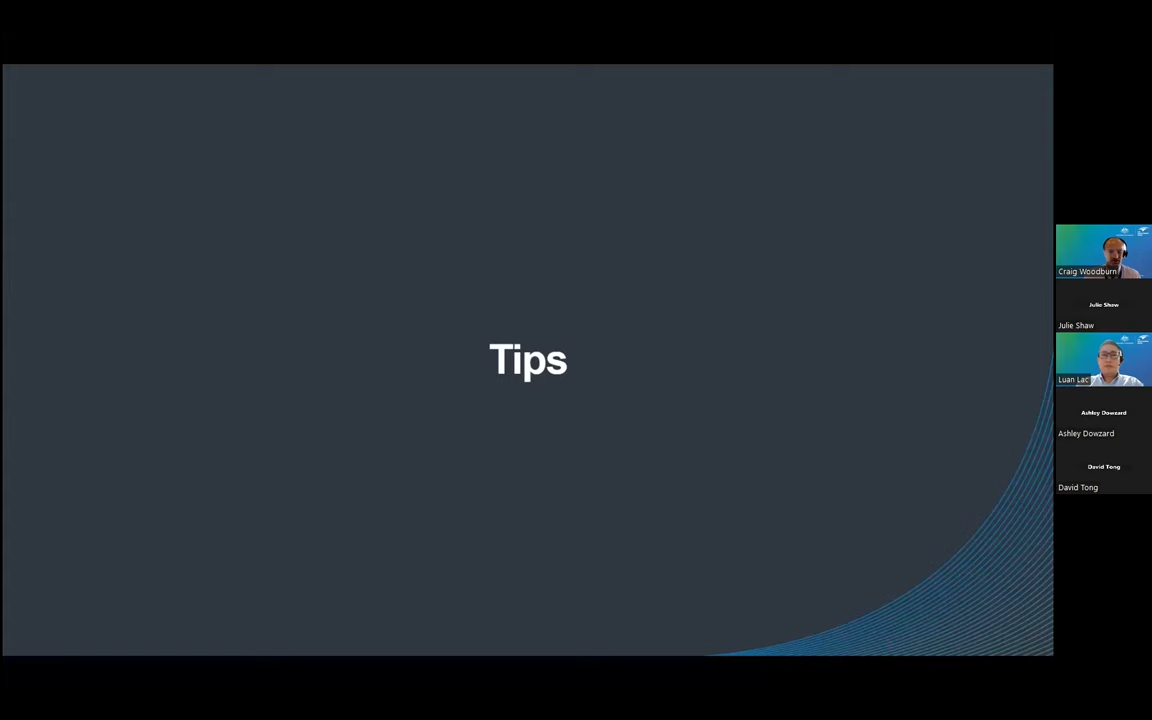 Tips
Craig Woodburn
Julie Shaw
Julie Shaw
Luan Lac
Ashley Dowzard
Ashley Dowzard
David Tong
David Tong